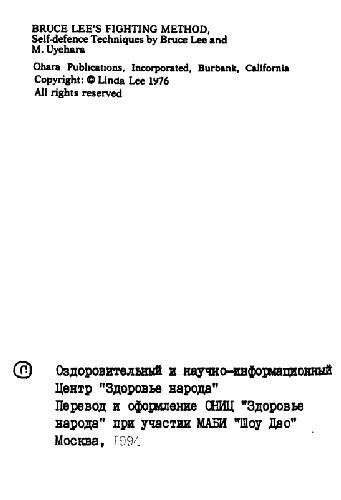 BRUCE LEE'S FIGHTING METHOD,
Self-defence Techniques by Bruce Lee and
M. Uyehara
Ohara Publications, Incorporated, Burbank, California
Copyright: © Linda Lee 1976
All rights reserved
© Оздоровительный и научно-информационный
Центр "Здоровье народа"
Перевод и оформление ОНИЦ "Здоровье
народа" при участии МАБИ "Шоу Дао"
Москва,